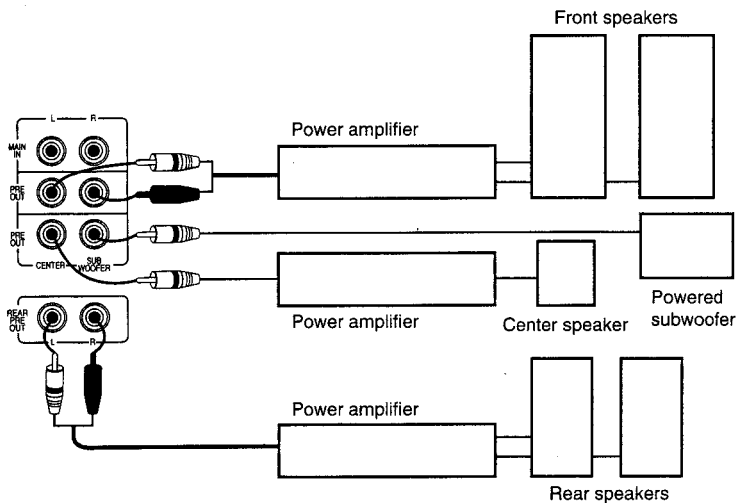 Front speakers
L R
MAIN
IN
Power amplifier
PRE
OUT
PRE
OUT
CENTER
SUB
WOOFER
Power amplifier
Center speaker
Powered
subwoofer
REAR
PRE
OUT
L R
Power amplifier
Rear speakers